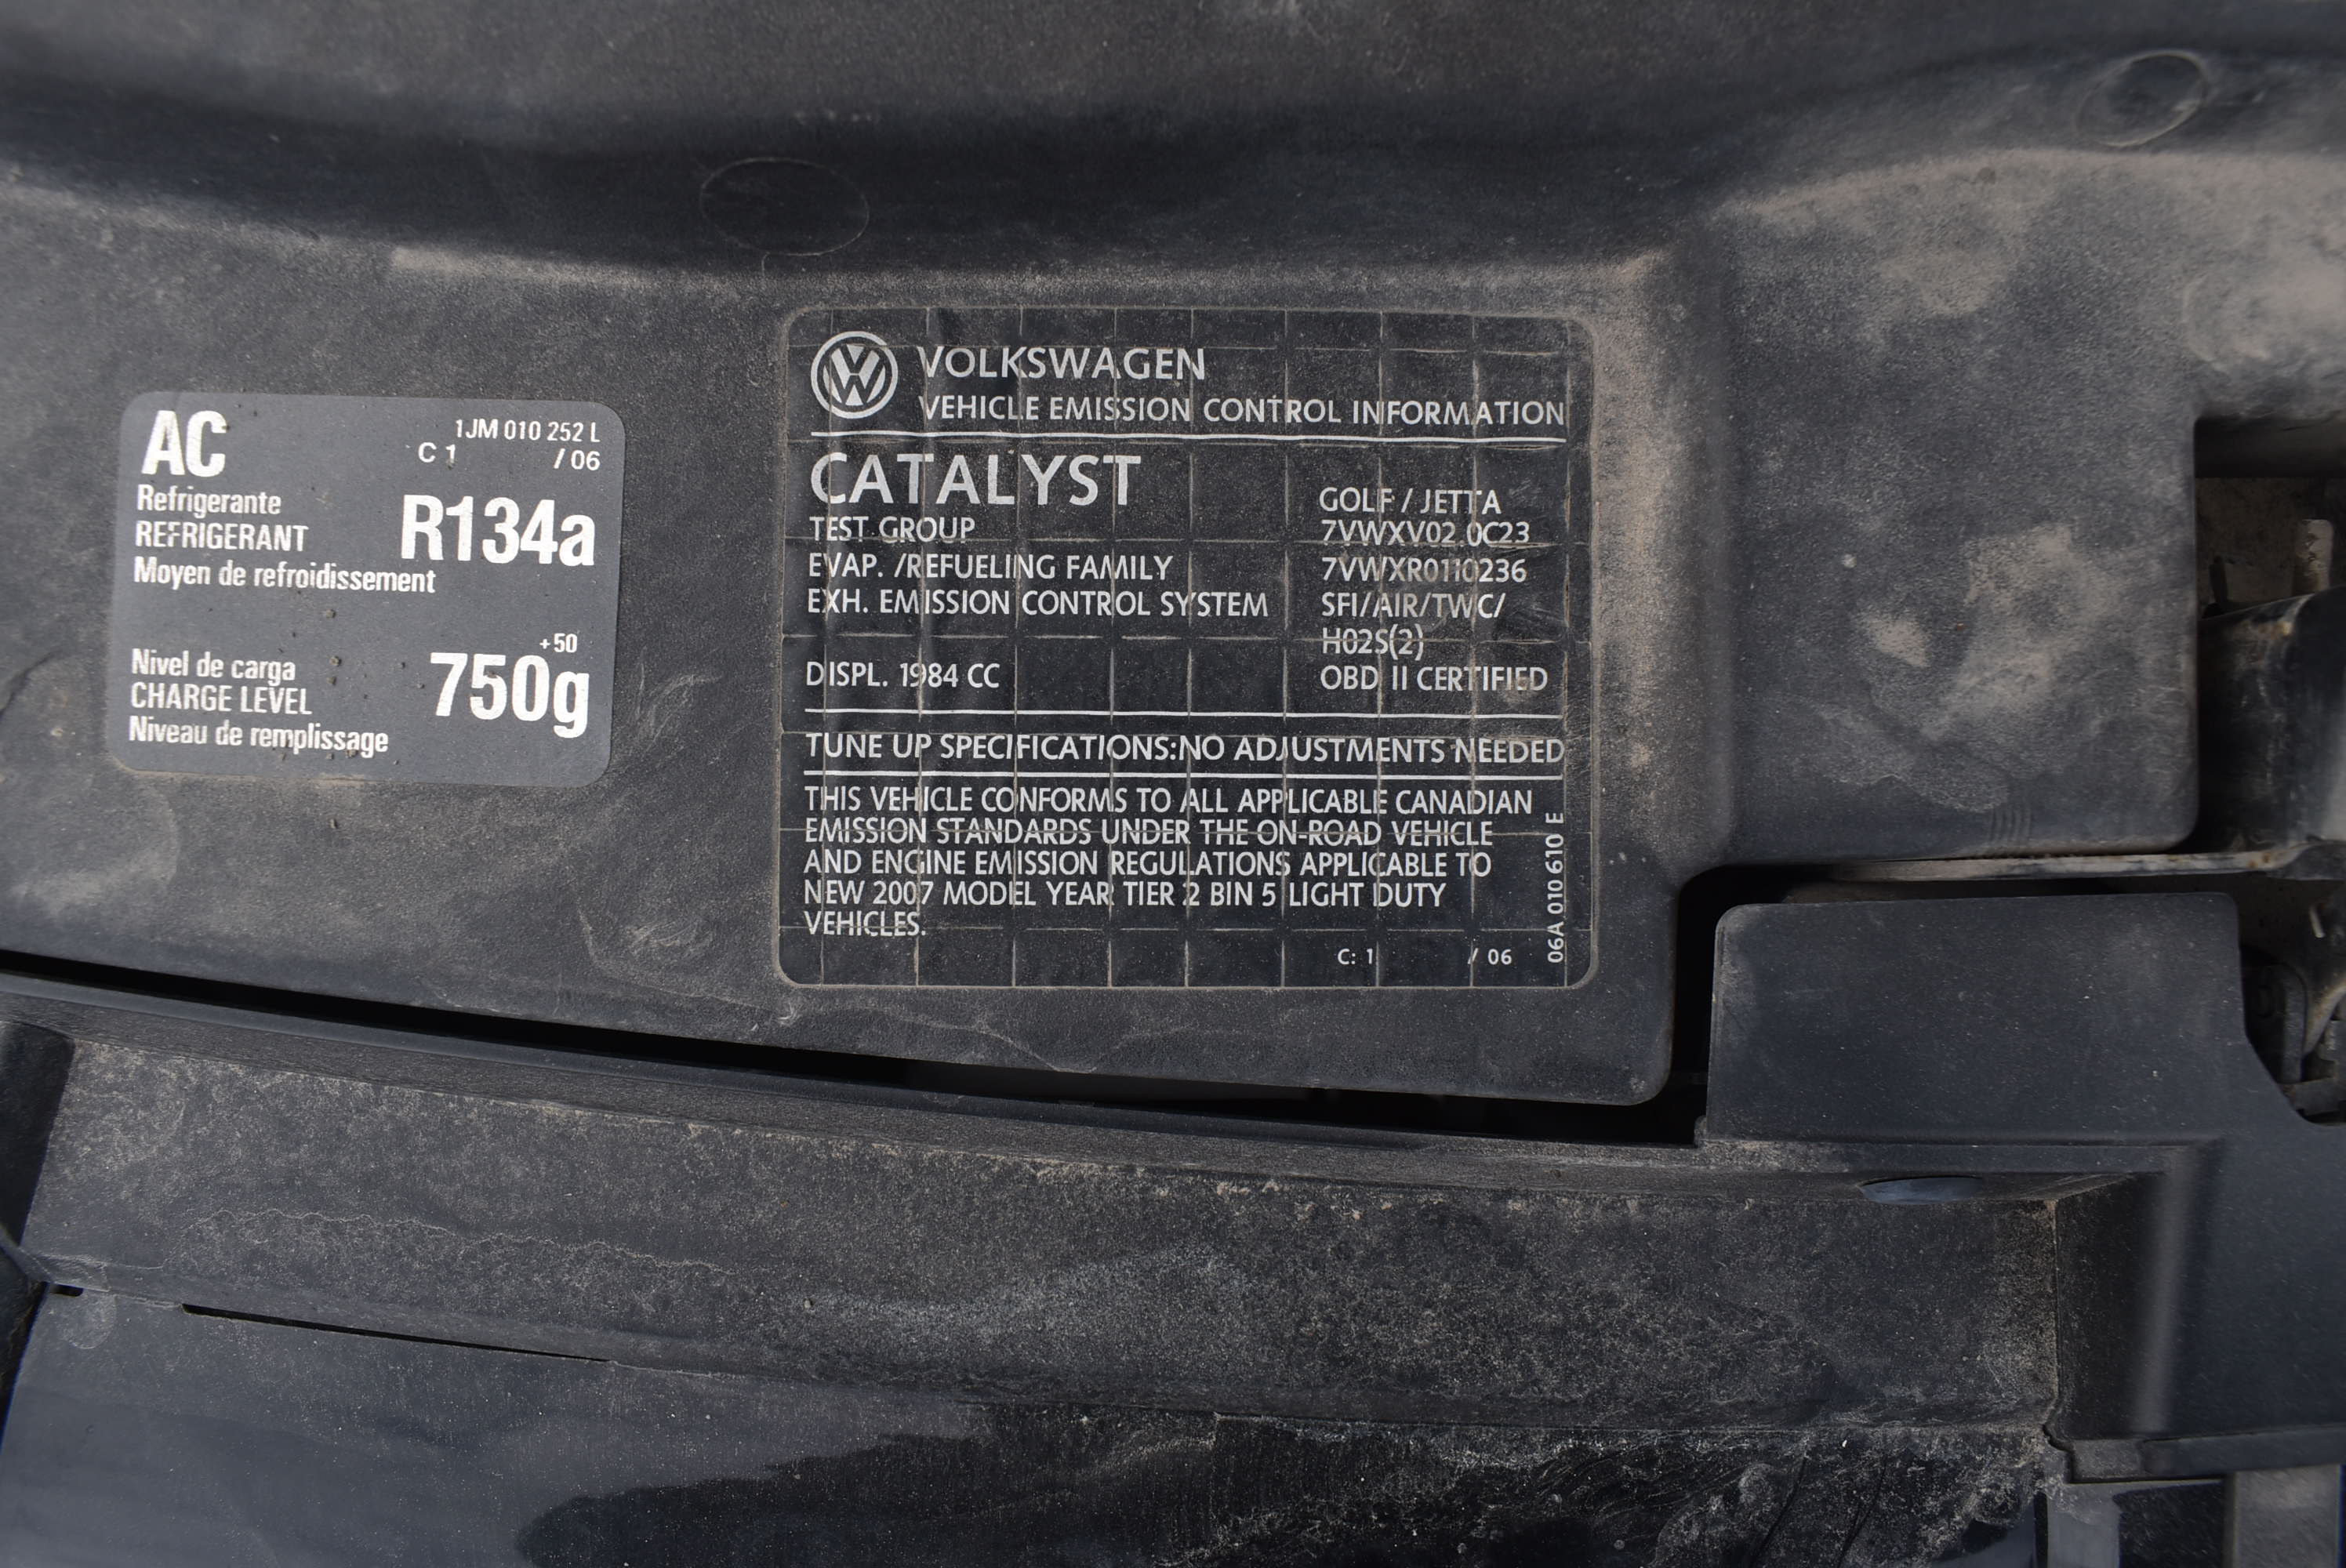 AC
1JM 010 252 L
C 1 / 06
Refrigerante
REFRIGERANT
R134a
Moyen de refroidissement
+50
Nivel de carga
CHARGE LEVEL
750g
Niveau de remplissage
VOLKSWAGEN
VEHICLE EMISSION CONTROL INFORMATION
CATALYST
GOLF / JETTA
TEST GROUP 7VWXV02.0C23
EVAP. /REFUELING FAMILY 7VWXR0110236
EXH. EMISSION CONTROL SYSTEM SFI/AIR/TWC/
H02S(2)
DISPL. 1984 CC OBD II CERTIFIED
TUNE UP SPECIFICATIONS:NO ADJUSTMENTS NEEDED
THIS VEHICLE CONFORMS TO ALL APPLICABLE CANADIAN
EMISSION STANDARDS UNDER THE ON-ROAD VEHICLE
AND ENGINE EMISSION REGULATIONS APPLICABLE TO
NEW 2007 MODEL YEAR TIER 2 BIN 5 LIGHT DUTY
VEHICLES.
C: 1 / 06
06A 010 610 E